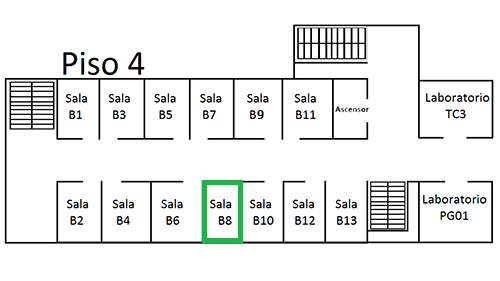 Piso 4
Sala
B1
Sala
B3
Sala
B5
Sala
B7
Sala
B9
Sala
B11
Ascensor
Laboratorio
TC3
Sala
B2
Sala
B4
Sala
B6
Sala
B8
Sala
B10
Sala
B12
Sala
B13
Laboratorio
PG01